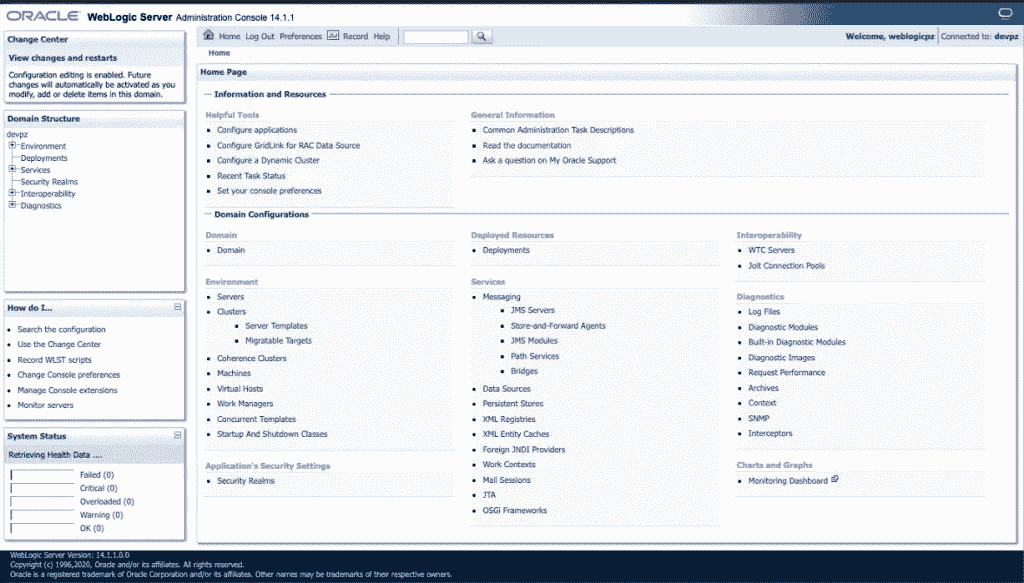 ORACLE WebLogic Server Administration Console 14.1.1
Change Center
View changes and restarts
Configuration editing is enabled. Future
changes will automatically be activated as you
modify, add or delete items in this domain.
Domain Structure
devpz
Environment
Deployments
Services
Security Realms
Interoperability
Diagnostics
How do I...
Search the configuration
Use the Change Center
Record WLST scripts
Change Console preferences
Manage Console extensions
Monitor servers
System Status
Retrieving Health Data ....
Failed (0)
Critical (0)
Overloaded (0)
Warning (0)
OK (0)
Home Log Out Preferences Record Help
Welcome, weblogicpz Connected to: devpz
Home
Home Page
Information and Resources
Helpful Tools
Configure applications
Configure GridLink for RAC Data Source
Configure a Dynamic Cluster
Recent Task Status
Set your console preferences
General Information
Common Administration Task Descriptions
Read the documentation
Ask a question on My Oracle Support
Domain Configurations
Domain
Domain
Environment
Servers
Clusters
Server Templates
Migratable Targets
Coherence Clusters
Machines
Virtual Hosts
Work Managers
Concurrent Templates
Startup And Shutdown Classes
Application's Security Settings
Security Realms
Deployed Resources
Deployments
Services
Messaging
JMS Servers
Store-and-Forward Agents
JMS Modules
Path Services
Bridges
Data Sources
Persistent Stores
XML Registries
XML Entity Caches
Foreign JNDI Providers
Work Contexts
Mail Sessions
JTA
OSGi Frameworks
Interoperability
WTC Servers
Jolt Connection Pools
Diagnostics
Log Files
Diagnostic Modules
Built-in Diagnostic Modules
Diagnostic Images
Request Performance
Archives
Context
SNMP
Interceptors
Charts and Graphs
Monitoring Dashboard
WebLogic Server Version: 14.1.1.0.0
Copyright (c) 1996,2020, Oracle and/or its affiliates. All rights reserved.
Oracle is a registered trademark of Oracle Corporation and/or its affiliates. Other names may be trademarks of their respective owners.